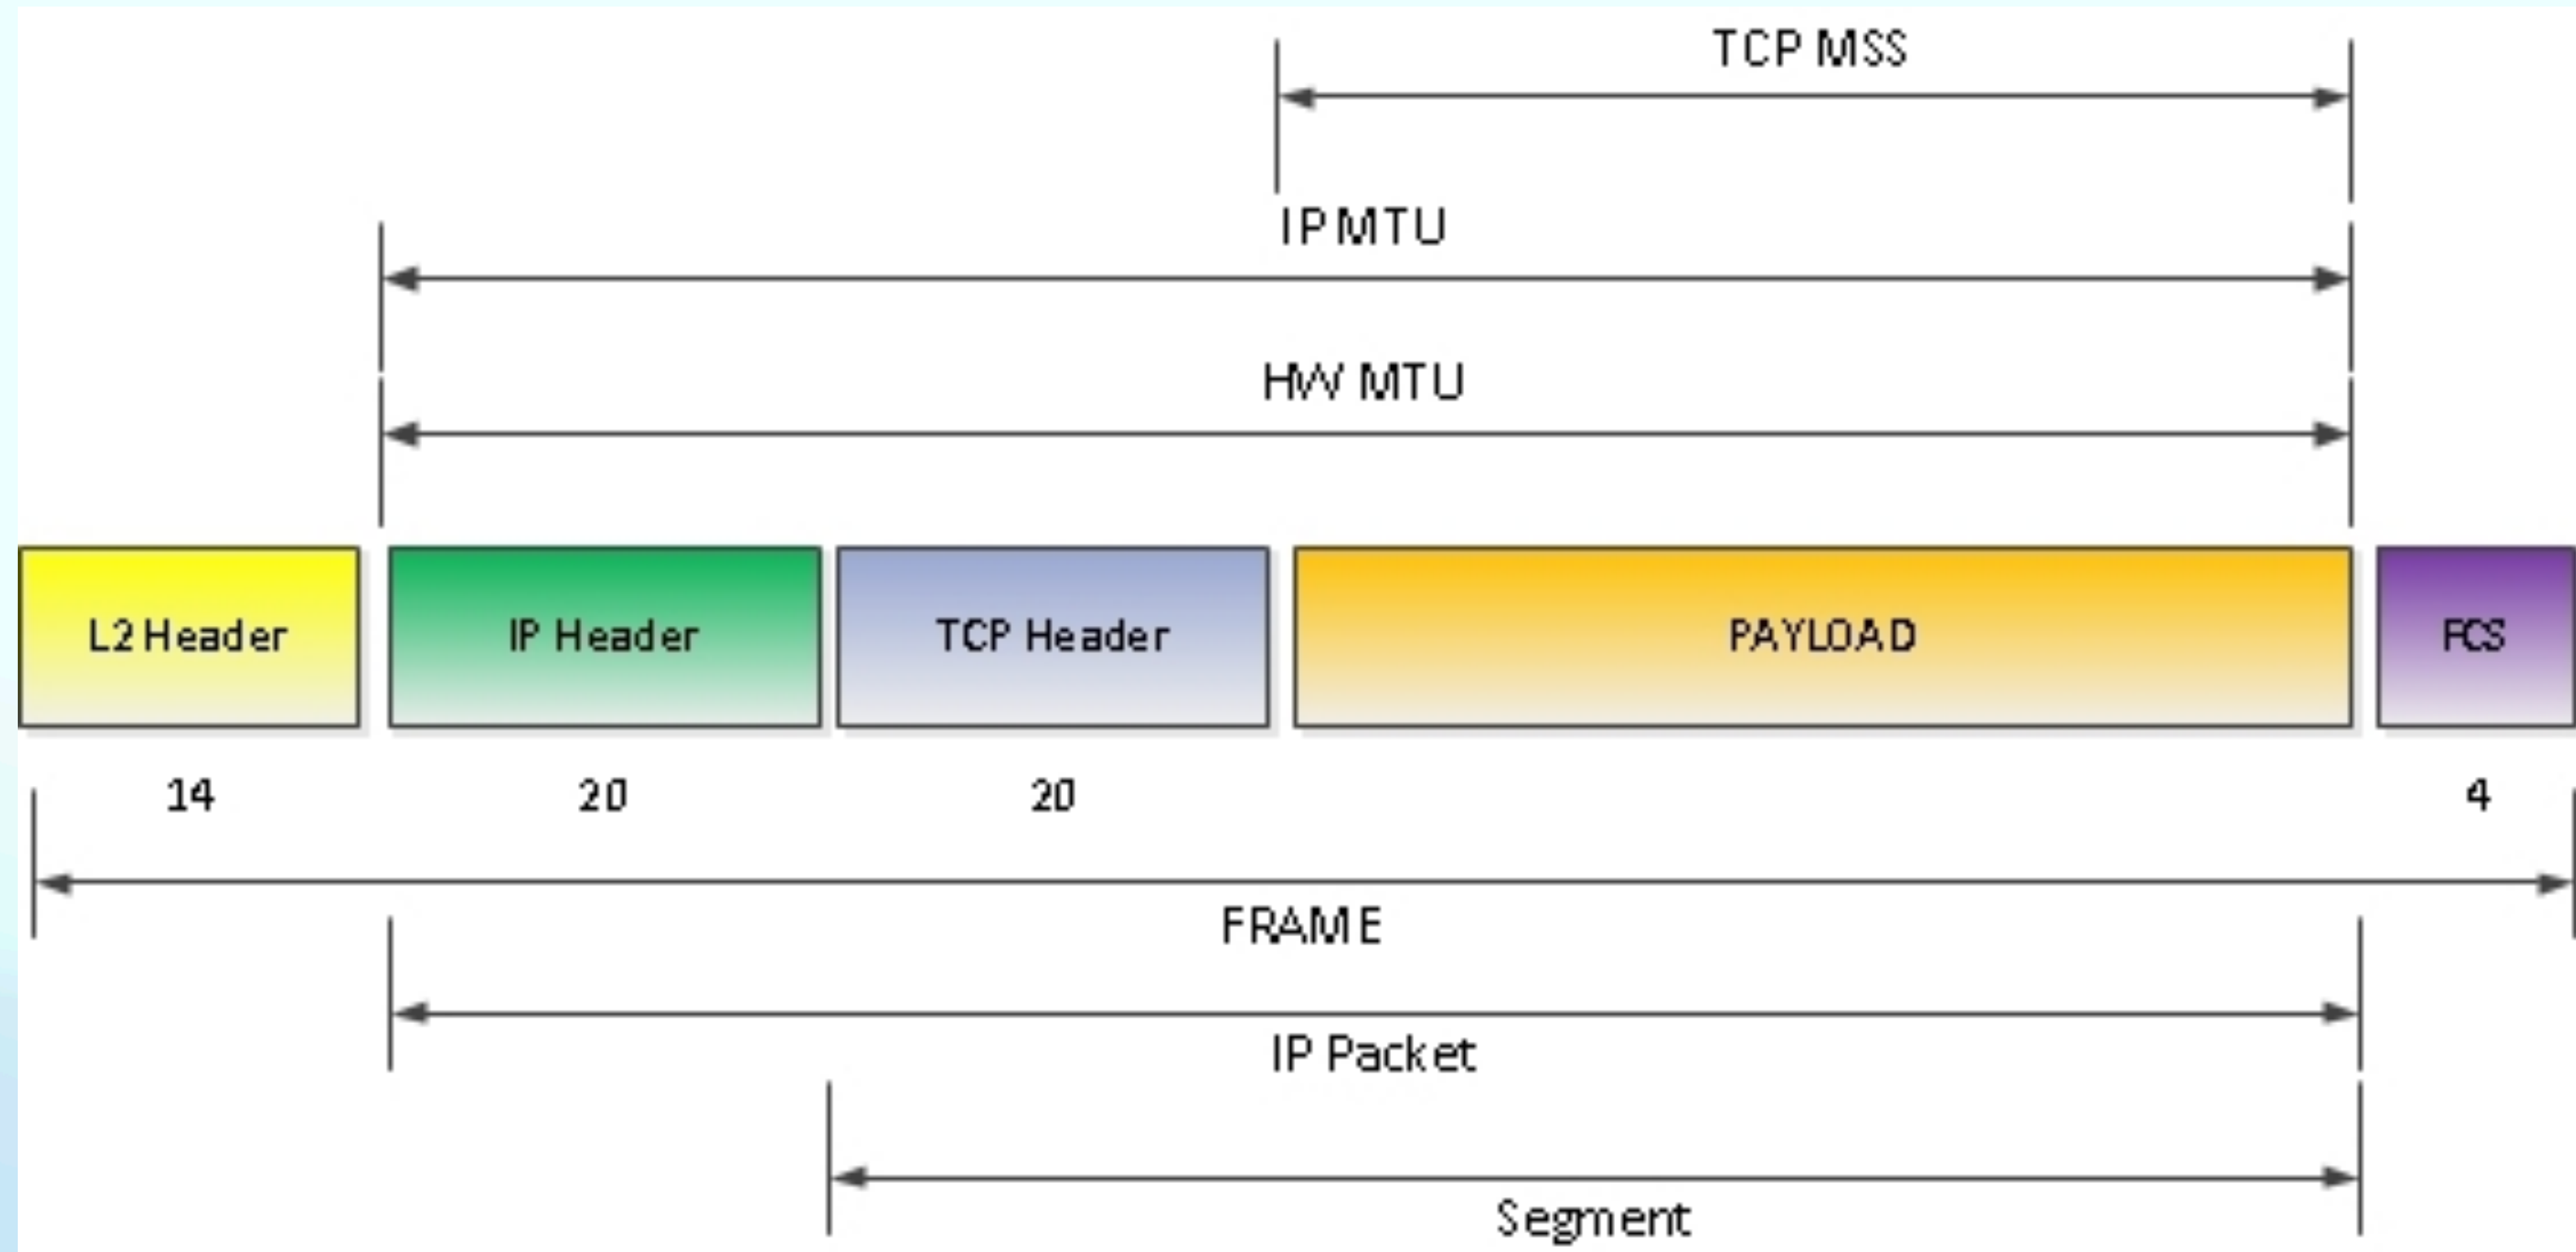 TCP MSS
IP MTU
HW MTU
L2 Header IP Header TCP Header PAYLOAD FCS
14 20 20 4
FRAME
IP Packet
Segment